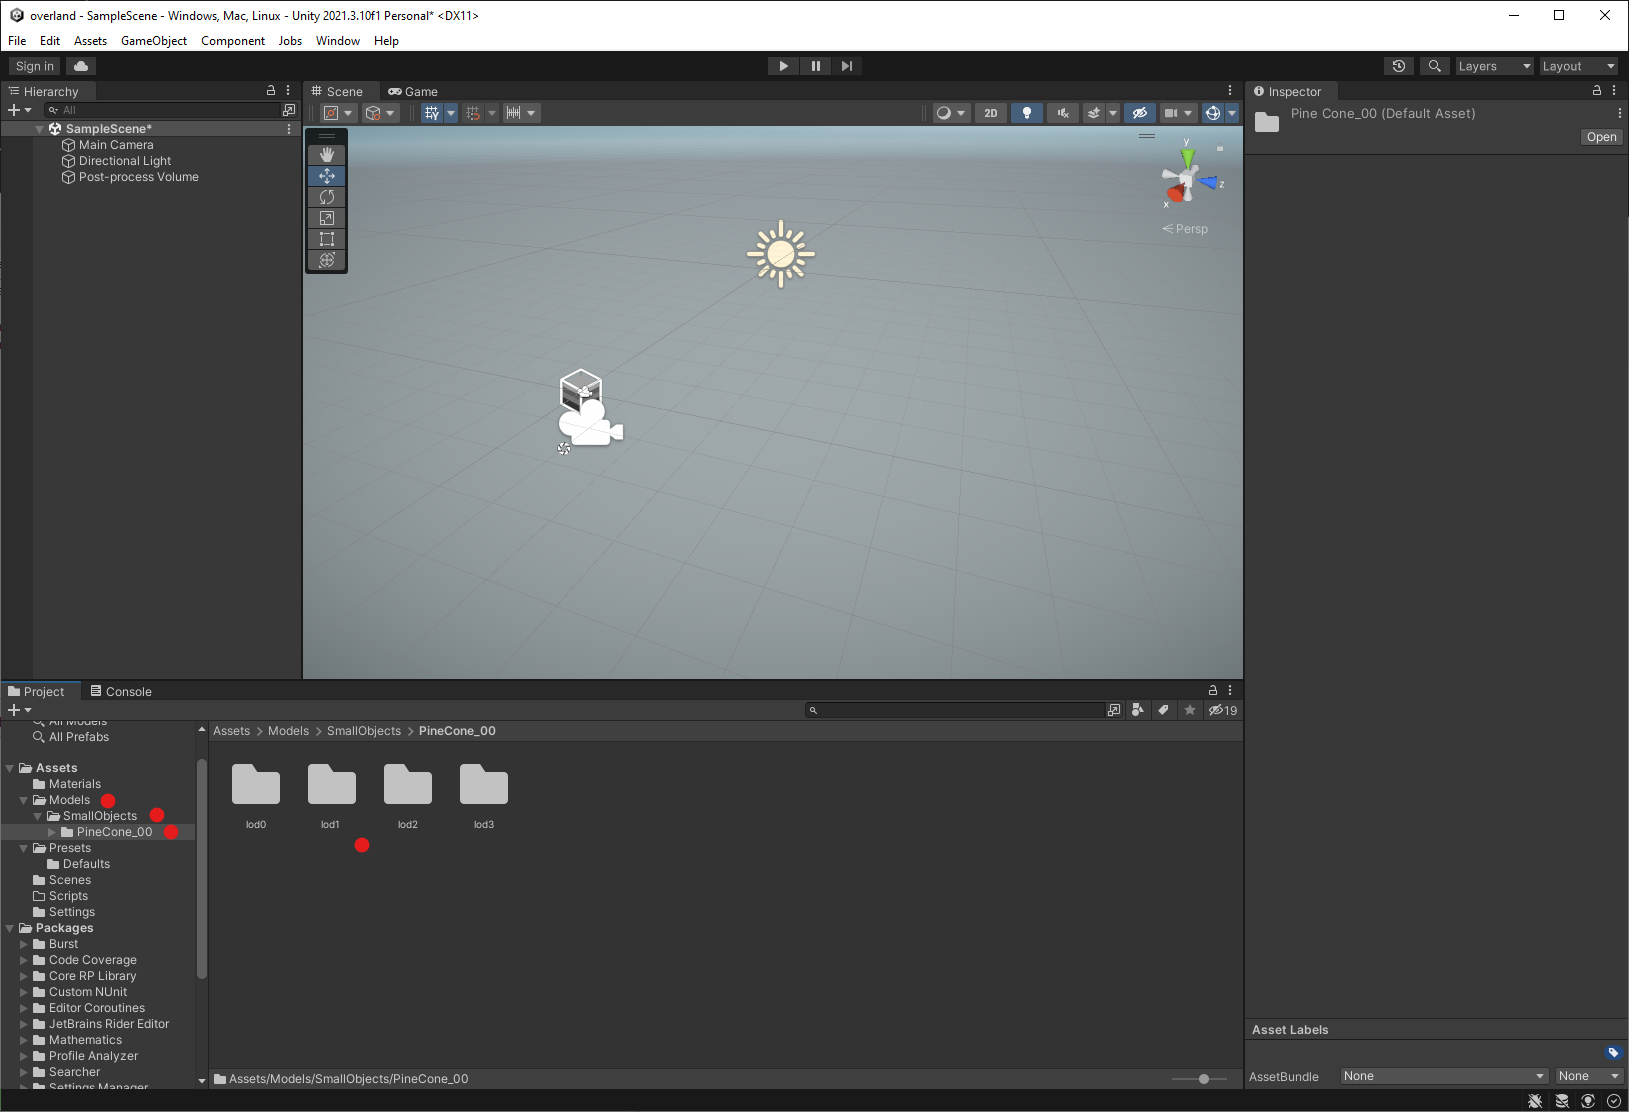 overland - SampleScene - Windows, Mac, Linux - Unity 2021.3.10f1 Personal* <DX11>
File Edit Assets GameObject Component Jobs Window Help
Sign in
Layers
Layout
Hierarchy
All
SampleScene*
Main Camera
Directional Light
Post-process Volume
Scene
Game
2D
y
z
x
Persp
Inspector
Pine Cone_00 (Default Asset)
Open
Project
Console
19
All Models
All Prefabs
Assets
Materials
Models
SmallObjects
PineCone_00
Presets
Defaults
Scenes
Scripts
Settings
Packages
Burst
Code Coverage
Core RP Library
Custom NUnit
Editor Coroutines
JetBrains Rider Editor
Mathematics
Profile Analyzer
Searcher
Settings Manager
Assets > Models > SmallObjects > PineCone_00
lod0 lod1 lod2 lod3
Assets/Models/SmallObjects/PineCone_00
Asset Labels
AssetBundle None None